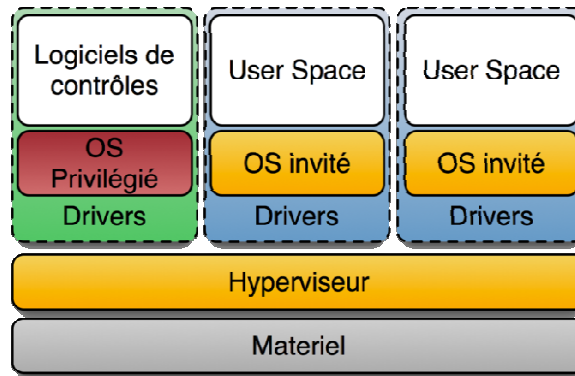 Logiciels de
contrôles
OS
Privilégié
Drivers
User Space
OS invité
Drivers
User Space
OS invité
Drivers
Hyperviseur
Materiel